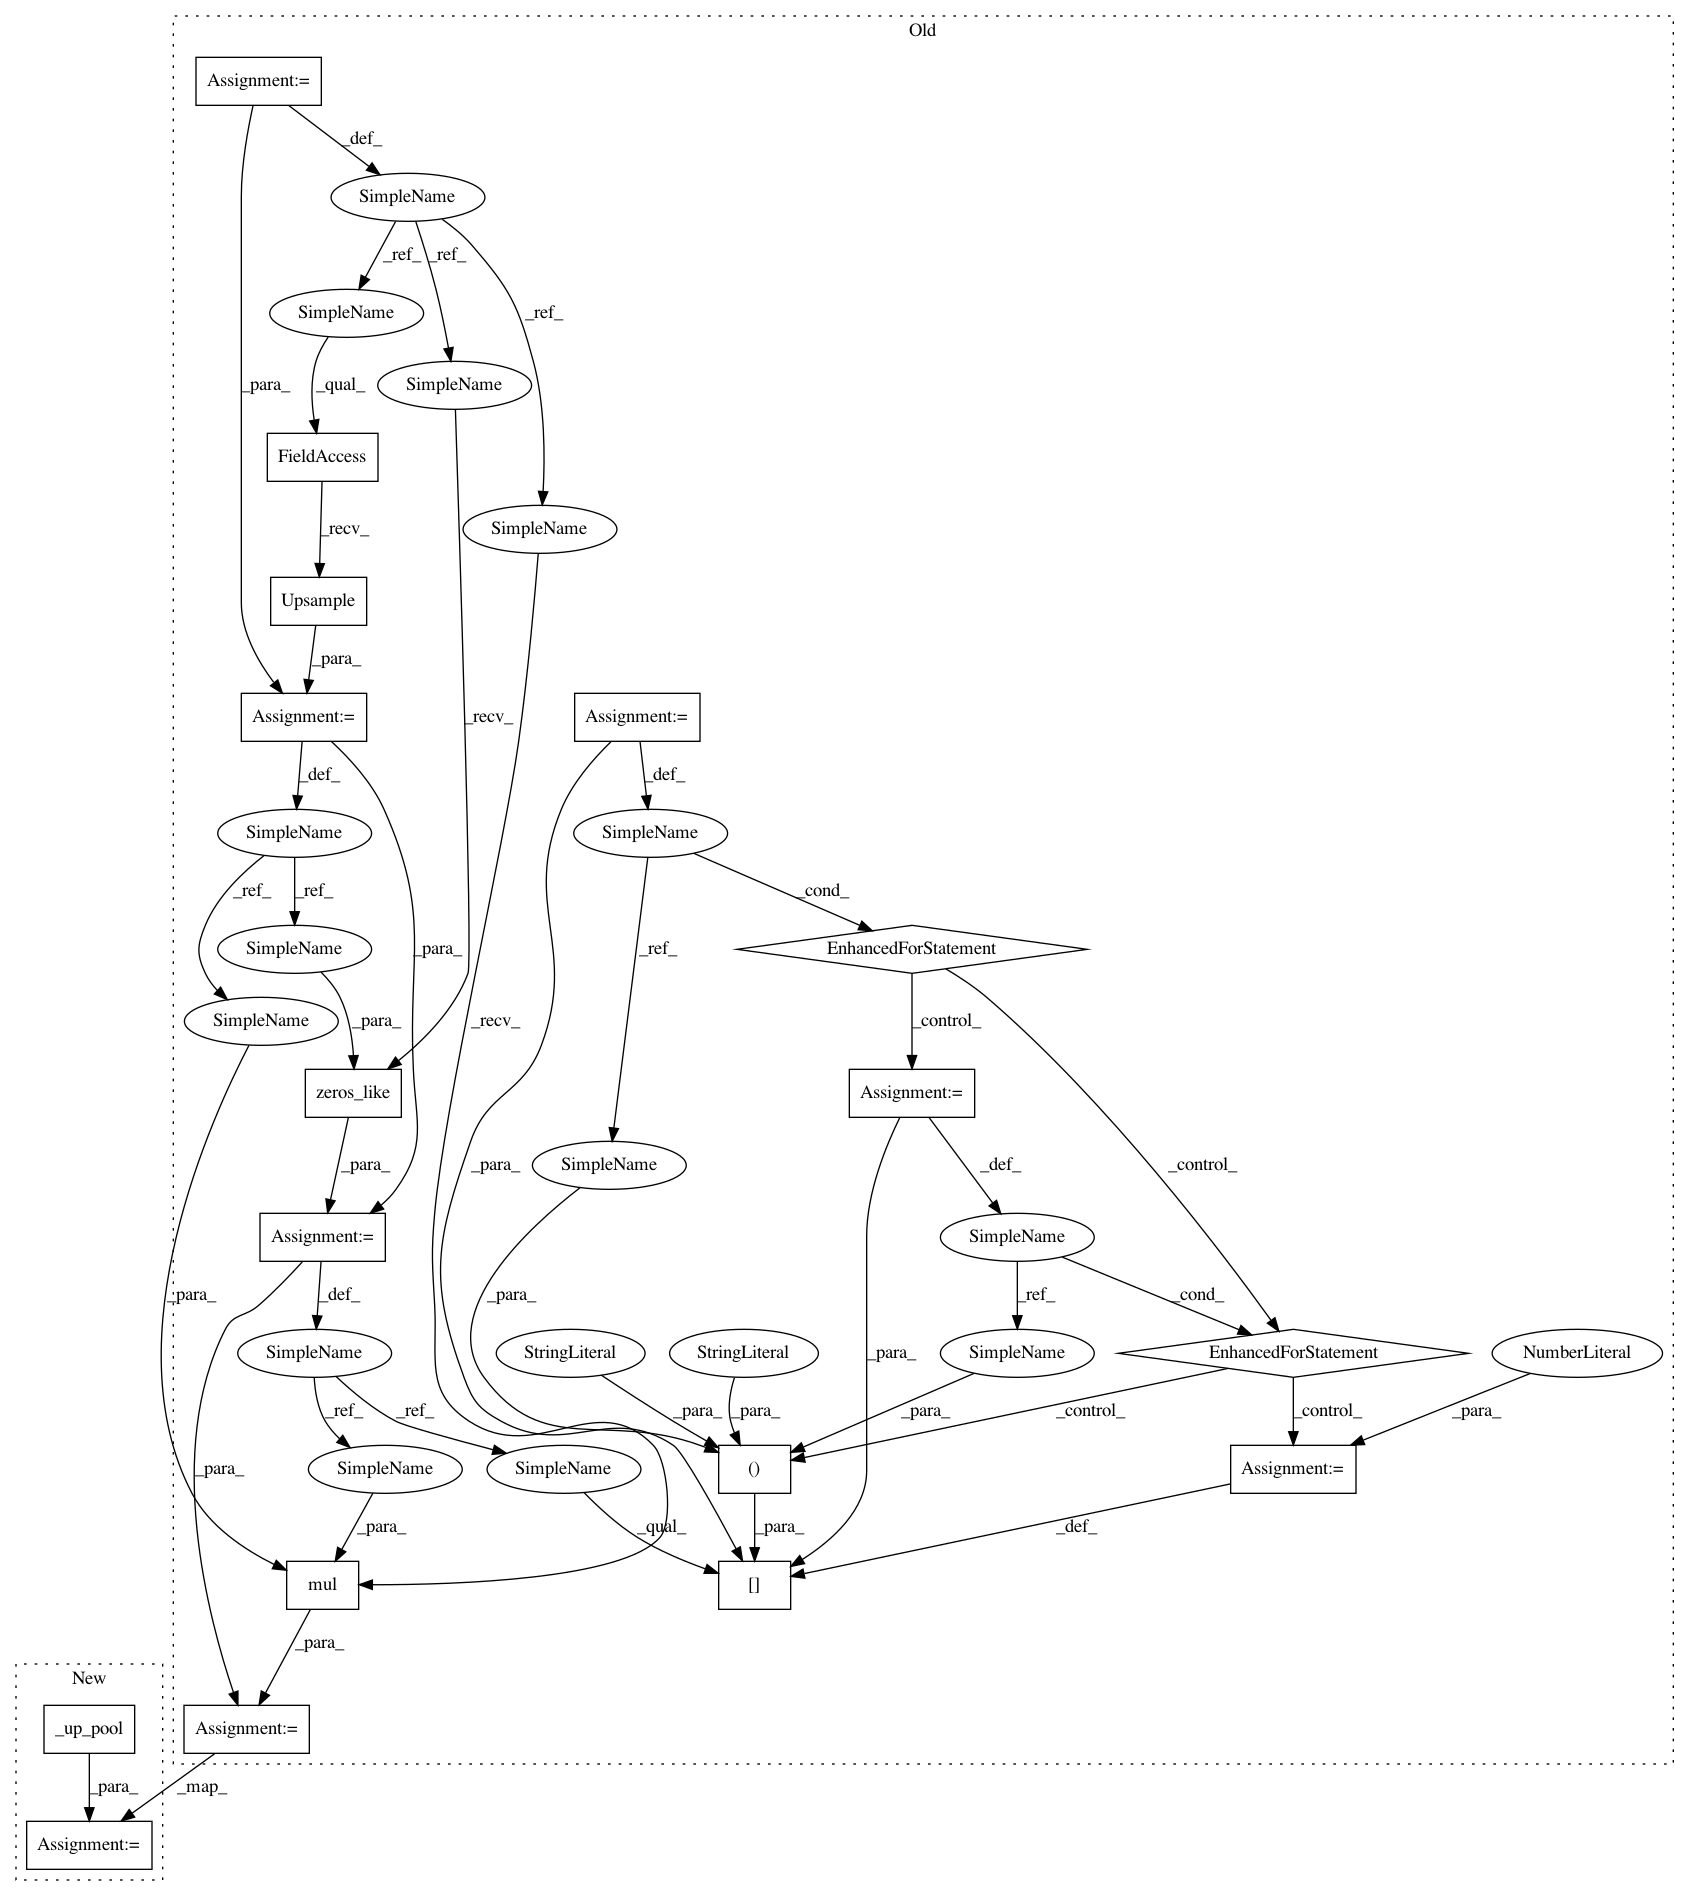 Old
Assignment:=
_def_
SimpleName
_ref_
_ref_
SimpleName
_ref_
_para_
_qual_
SimpleName
FieldAccess
_recv_
SimpleName
Upsample
_para_
Assignment:=
_recv_
Assignment:=
_def_
_def_
SimpleName
SimpleName
_ref_
_ref_
_cond_
SimpleName
_para_
_ref_
EnhancedForStatement
SimpleName
_para_
_recv_
_control_
zeros_like
Assignment:=
_para_
_para_
SimpleName
_def_
_control_
Assignment:=
SimpleName
_para_
_def_
_para_
_ref_
_cond_
SimpleName
StringLiteral
StringLiteral
_para_
SimpleName
EnhancedForStatement
NumberLiteral
_ref_
_ref_
_para_
_para_
_para_
_control_
_control_
_para_
_para_
SimpleName
SimpleName
()
Assignment:=
_para_
_qual_
_para_
_def_
mul
[]
_para_
New
_up_pool
Assignment:=
_para_
_map_
Assignment:=